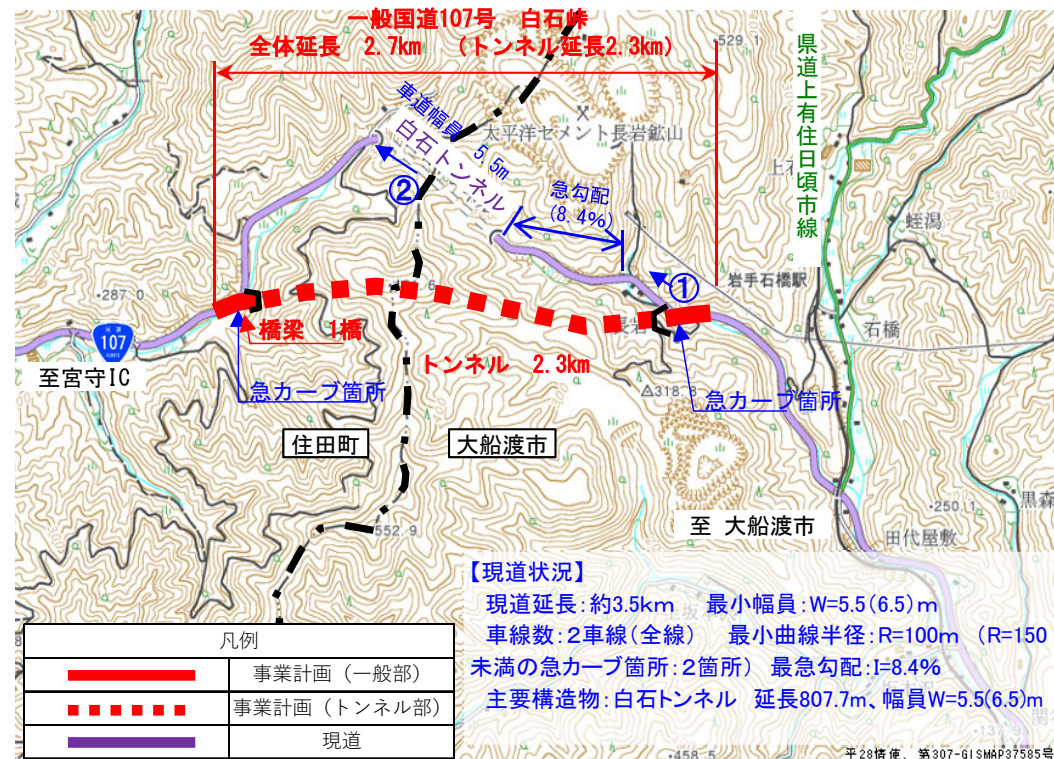 一般国道107号　白石峠
全体延長　2.7km　（トンネル延長2.3km）
529.1
県道上有住日頃市線
車道幅員　5.5m
太平洋セメント長岩鉱山
白石トンネル
②
急勾配
(8.4%)
蛇潟
岩手石橋駅
①
・287.0
石橋
橋梁　1橋
107
トンネル　2.3km
至宮守IC
急カーブ箇所
318.8
急カーブ箇所
住田町
大船渡市
・250.1
黒森
至 大船渡市
552.9
田代屋敷
【現道状況】
現道延長：約3.5km　最小幅員：W=5.5(6.5)m
車線数：2車線(全線)　最小曲線半径：R=100m　（R=150
未満の急カーブ箇所：2箇所）　最急勾配：I=8.4%
主要構造物：白石トンネル　延長807.7m、幅員W=5.5(6.5)m
凡例
事業計画（一般部）
事業計画（トンネル部）
現道
・458.5
平28情使、第307-GISMAP37585号